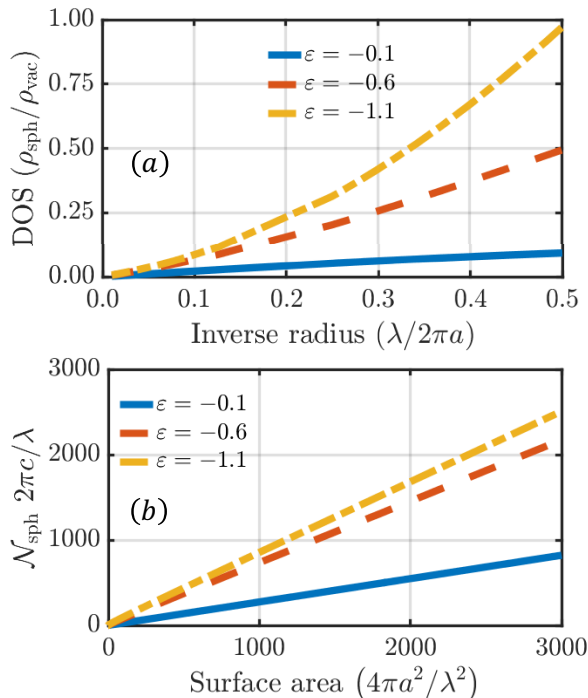 DOS (ρsph/ρvac)
1.00
0.75
0.50
0.25
0.00
ε = −0.1
ε = −0.6
ε = −1.1
(a)
0.0 0.1 0.2 0.3 0.4 0.5
Inverse radius (λ/2πa)
𝒩sph 2πc/λ
3000
2000
1000
0
ε = −0.1
ε = −0.6
ε = −1.1
(b)
0 1000 2000 3000
Surface area (4πa²/λ²)